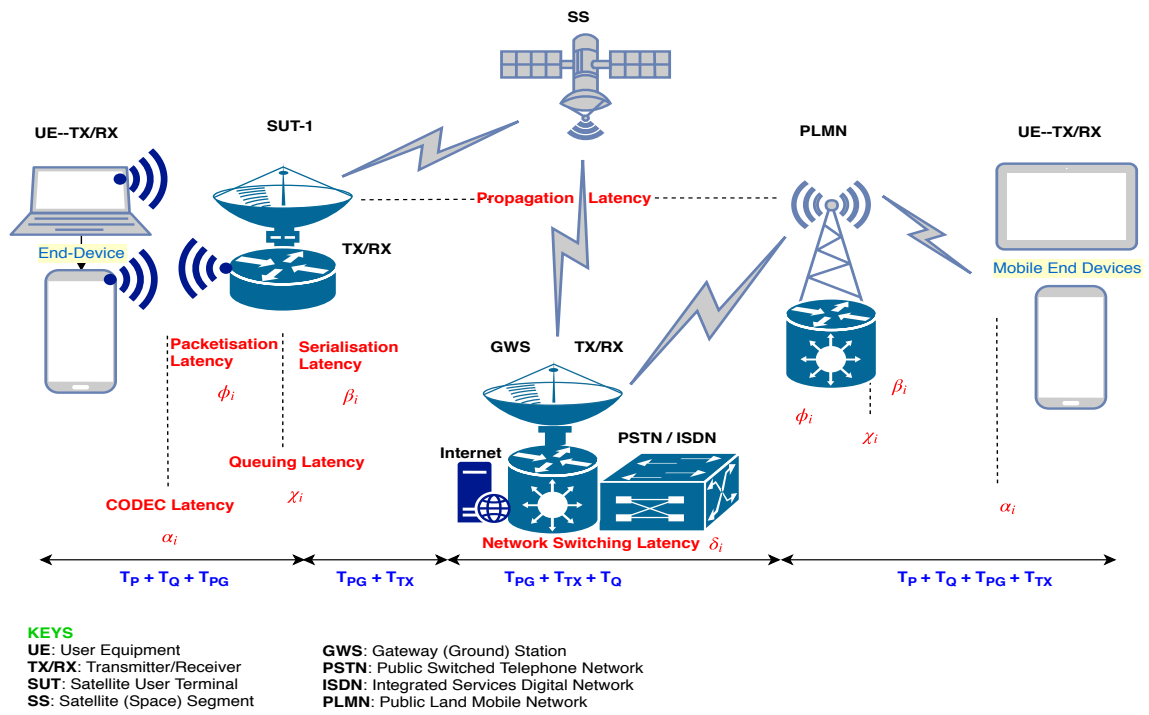 SS
SUT-1
PLMN
UE--TX/RX
UE--TX/RX
Propagation Latency
TX/RX
End-Device
Mobile End Devices
Packetisation
Latency
ϕi
Serialisation
Latency
βi
GWS
TX/RX
βi
ϕi
χi
PSTN / ISDN
Internet
Queuing Latency
χi
CODEC Latency
αi
αi
Network Switching Latency δi
TP + TQ + TPG
TPG + TTX
TPG + TTX + TQ
TP + TQ + TPG + TTX
KEYS
UE: User Equipment
TX/RX: Transmitter/Receiver
SUT: Satellite User Terminal
SS: Satellite (Space) Segment
GWS: Gateway (Ground) Station
PSTN: Public Switched Telephone Network
ISDN: Integrated Services Digital Network
PLMN: Public Land Mobile Network